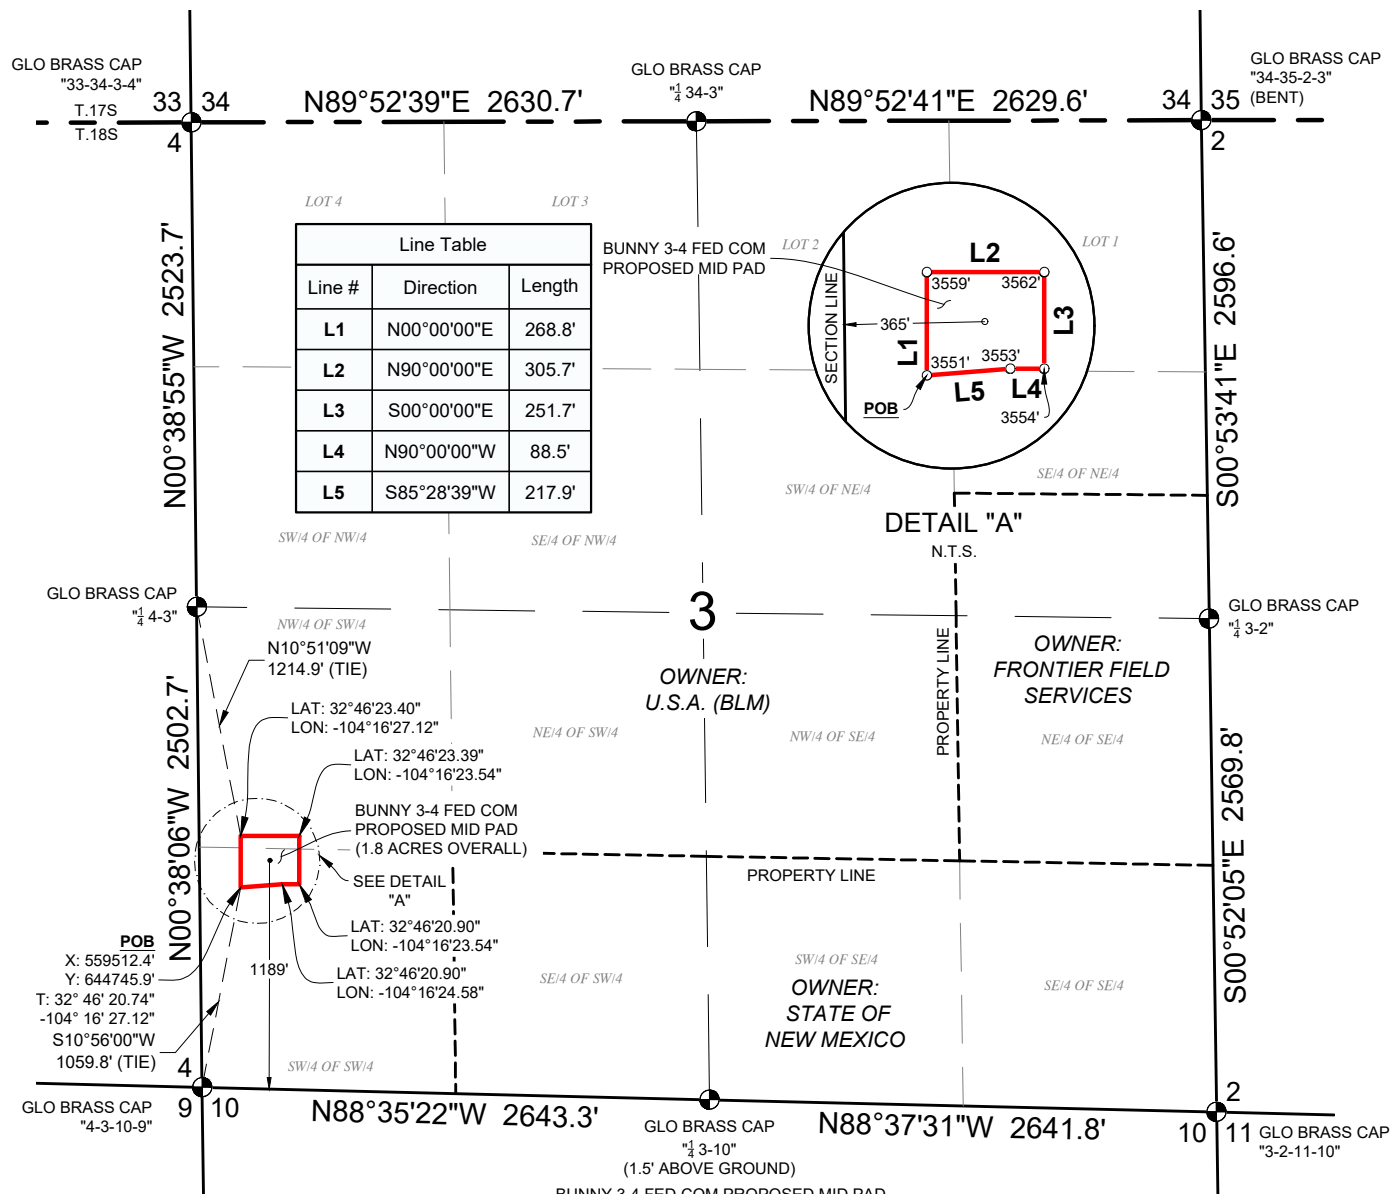 GLO BRASS CAP
"33-34-3-4"
T.17S
T.18S
33 34
4
N89°52'39"E 2630.7'
GLO BRASS CAP
"1/4 34-3"
N89°52'41"E 2629.6'
34 35
2
GLO BRASS CAP
"34-35-2-3"
(BENT)
LOT 4
LOT 3
LOT 2
LOT 1
N00°38'55"W 2523.7'
Line Table
Line # Direction Length
L1 N00°00'00"E 268.8'
L2 N90°00'00"E 305.7'
L3 S00°00'00"E 251.7'
L4 N90°00'00"W 88.5'
L5 S85°28'39"W 217.9'
BUNNY 3-4 FED COM
PROPOSED MID PAD
SECTION LINE
L2
3559'
3562'
365'
L1
L3
3551'
3553'
L5
L4
POB
3554'
S00°53'41"E 2596.6'
SW/4 OF NE/4
SE/4 OF NE/4
DETAIL "A"
N.T.S.
SW/4 OF NW/4
SE/4 OF NW/4
GLO BRASS CAP
"1/4 4-3"
3
GLO BRASS CAP
"1/4 3-2"
NW/4 OF SW/4
N10°51'09"W
1214.9' (TIE)
OWNER:
U.S.A. (BLM)
PROPERTY LINE
OWNER:
FRONTIER FIELD
SERVICES
N00°38'06"W 2502.7'
LAT: 32°46'23.40"
LON: -104°16'27.12"
LAT: 32°46'23.39"
LON: -104°16'23.54"
NE/4 OF SW/4
NW/4 OF SE/4
NE/4 OF SE/4
S00°52'05"E 2569.8'
BUNNY 3-4 FED COM
PROPOSED MID PAD
(1.8 ACRES OVERALL)
SEE DETAIL
"A"
PROPERTY LINE
LAT: 32°46'20.90"
LON: -104°16'23.54"
LAT: 32°46'20.90"
LON: -104°16'24.58"
POB
X: 559512.4'
Y: 644745.9'
T: 32° 46' 20.74"
-104° 16' 27.12"
S10°56'00"W
1059.8' (TIE)
1189'
SE/4 OF SW/4
SW/4 OF SE/4
SE/4 OF SE/4
OWNER:
STATE OF
NEW MEXICO
SW/4 OF SW/4
4
9 10
GLO BRASS CAP
"4-3-10-9"
N88°35'22"W 2643.3'
GLO BRASS CAP
"1/4 3-10"
(1.5' ABOVE GROUND)
N88°37'31"W 2641.8'
2
10 11
GLO BRASS CAP
"3-2-11-10"
BUNNY 3-4 FED COM PROPOSED MID PAD